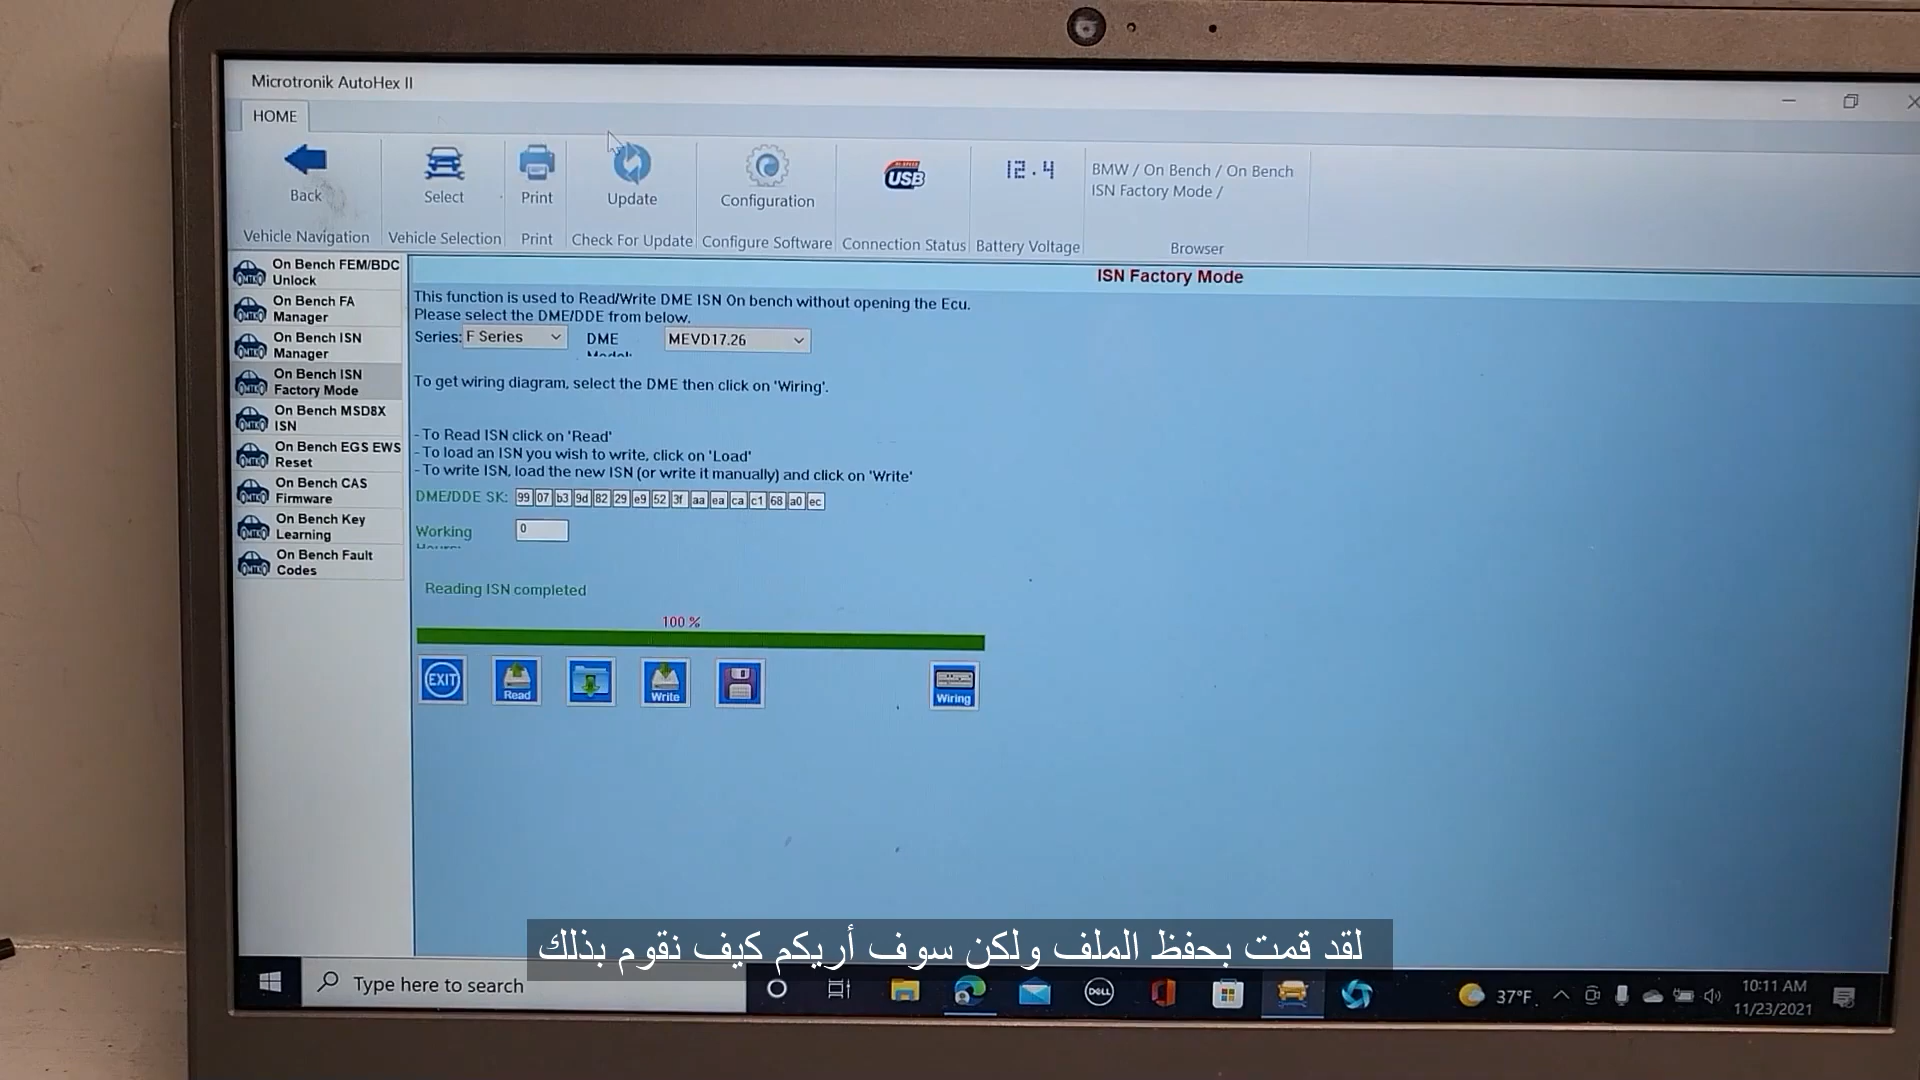 Microtronik AutoHex II
HOME
Back
Select
Print
Update
Configuration
USB
12.4
BMW / On Bench / On Bench
ISN Factory Mode /
Vehicle Navigation
Vehicle Selection
Print
Check For Update
Configure Software
Connection Status
Battery Voltage
Browser
On Bench FEM/BDC
Unlock
On Bench FA
Manager
On Bench ISN
Manager
On Bench ISN
Factory Mode
On Bench MSD8X
ISN
On Bench EGS EWS
Reset
On Bench CAS
Firmware
On Bench Key
Learning
On Bench Fault
Codes
ISN Factory Mode
This function is used to Read/Write DME ISN On bench without opening the Ecu.
Please select the DME/DDE from below.
Series: F Series DME MEVD17.26
To get wiring diagram, select the DME then click on 'Wiring'.
- To Read ISN click on 'Read'
- To load an ISN you wish to write, click on 'Load'
- To write ISN, load the new ISN (or write it manually) and click on 'Write'
DME/DDE SK: 99 07 b3 9d 82 29 e9 52 3f aa ea ca c1 68 a0 ec
Working 0
Reading ISN completed
100 %
EXIT
Read
Write
Wiring
لقد قمت بحفظ الملف ولكن سوف أريكم كيف نقوم بذلك
Type here to search
DELL
37°F
10:11 AM
11/23/2021